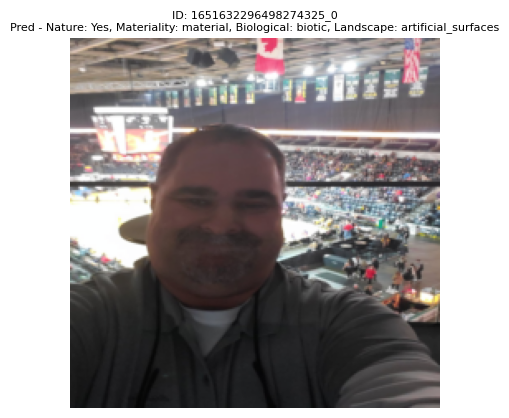 ID: 1651632296498274325_0
Pred - Nature: Yes, Materiality: material, Biological: biotic, Landscape: artificial_surfaces